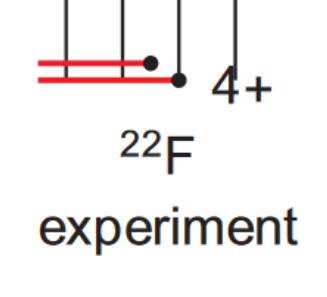 4+
²²F
experiment